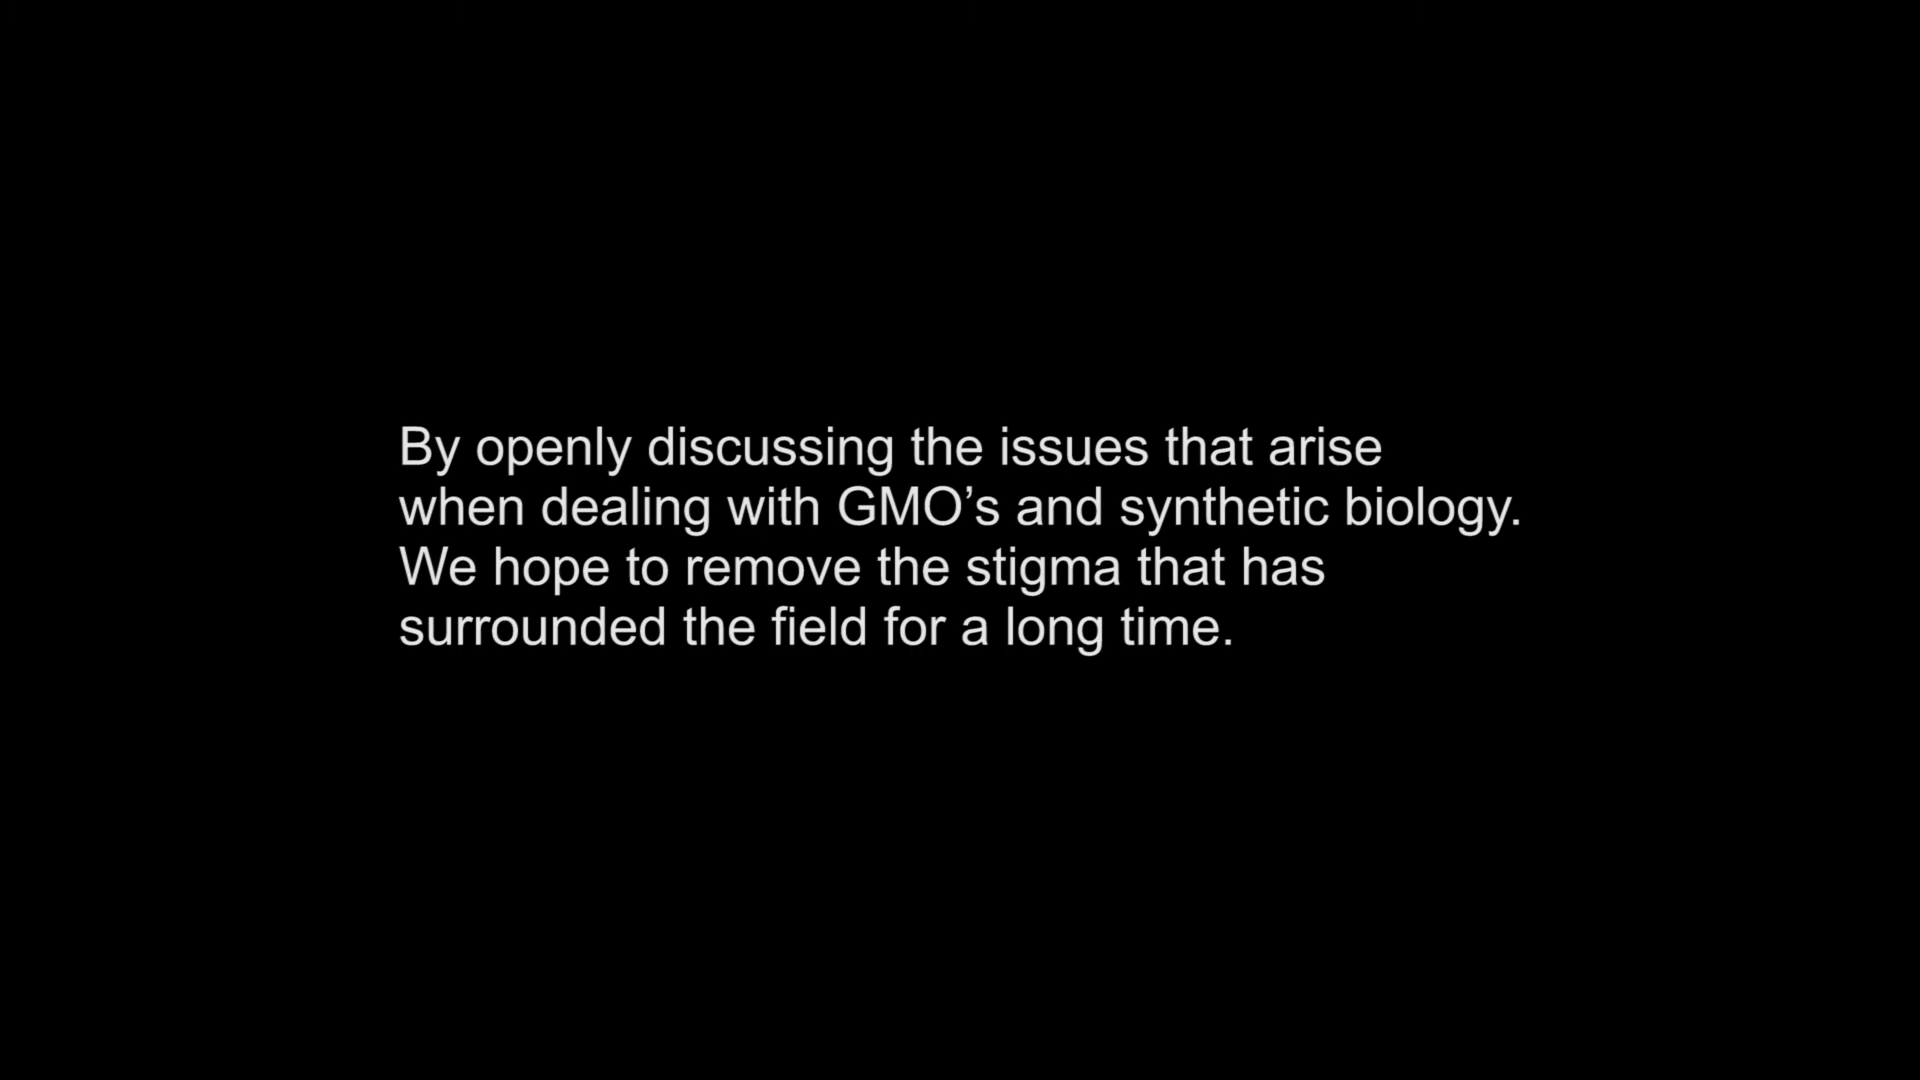 By openly discussing the issues that arise
when dealing with GMO’s and synthetic biology.
We hope to remove the stigma that has
surrounded the field for a long time.